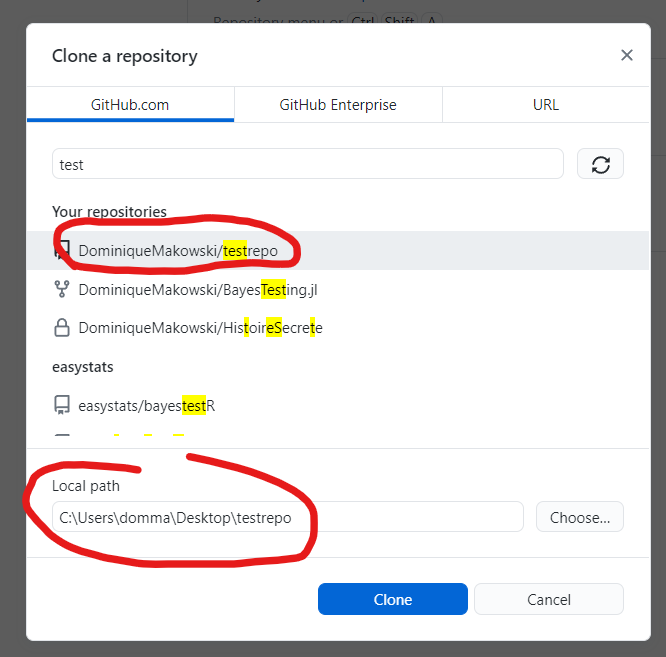 Repository menu or Ctrl Shift A
Clone a repository
GitHub.com GitHub Enterprise URL
test
Your repositories
DominiqueMakowski/testrepo
DominiqueMakowski/BayesTesting.jl
DominiqueMakowski/HistoireSecrete
easystats
easystats/bayestestR
Local path
C:\Users\domma\Desktop\testrepo Choose...
Clone Cancel